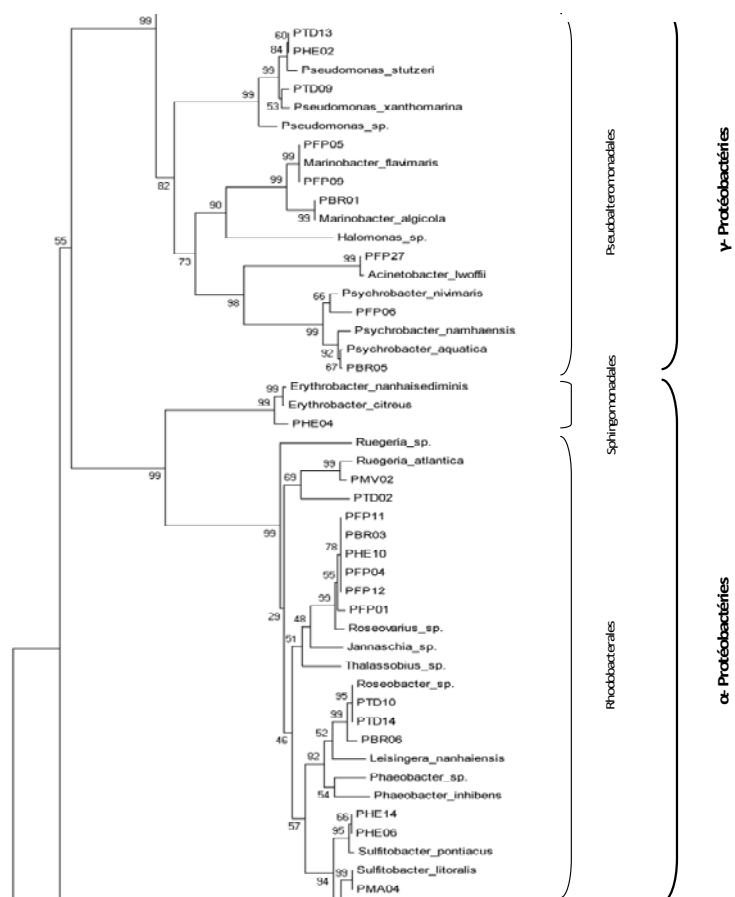 99
60
PTD13
84
PHE02
Pseudomonas_stutzeri
99
PTD09
99
53
Pseudomonas_xanthomarina
Pseudomonas_sp.
82
PFP05
99
Marinobacter_flavimaris
99
PFP09
90
PBR01
99
Marinobacter_algicola
Halomonas_sp.
73
99
PFP27
Acinetobacter_lwoffii
98
Psychrobacter_nivimaris
66
PFP06
99
Psychrobacter_namhaensis
92
Psychrobacter_aquatica
67
PBR05
55
99
Erythrobacter_nanhaisediminis
99
Erythrobacter_citreus
PHE04
99
Ruegeria_sp.
99
Ruegeria_atlantica
69
PMV02
PTD02
99
PFP11
PBR03
78
PHE10
55
PFP04
PFP12
99
PFP01
29
48
Roseovarius_sp.
51
Jannaschia_sp.
Thalassobius_sp.
Roseobacter_sp.
95
PTD10
99
PTD14
52
PBR06
46
82
Leisingera_nanhaiensis
Phaeobacter_sp.
54
Phaeobacter_inhibens
57
66
PHE14
95
PHE06
Sulfitobacter_pontiacus
94
99
Sulfitobacter_litoralis
PMA04
Pseudoalteromonadales
Sphingomonadales
Rhodobacterales
γ- Protéobactéries
α- Protéobactéries